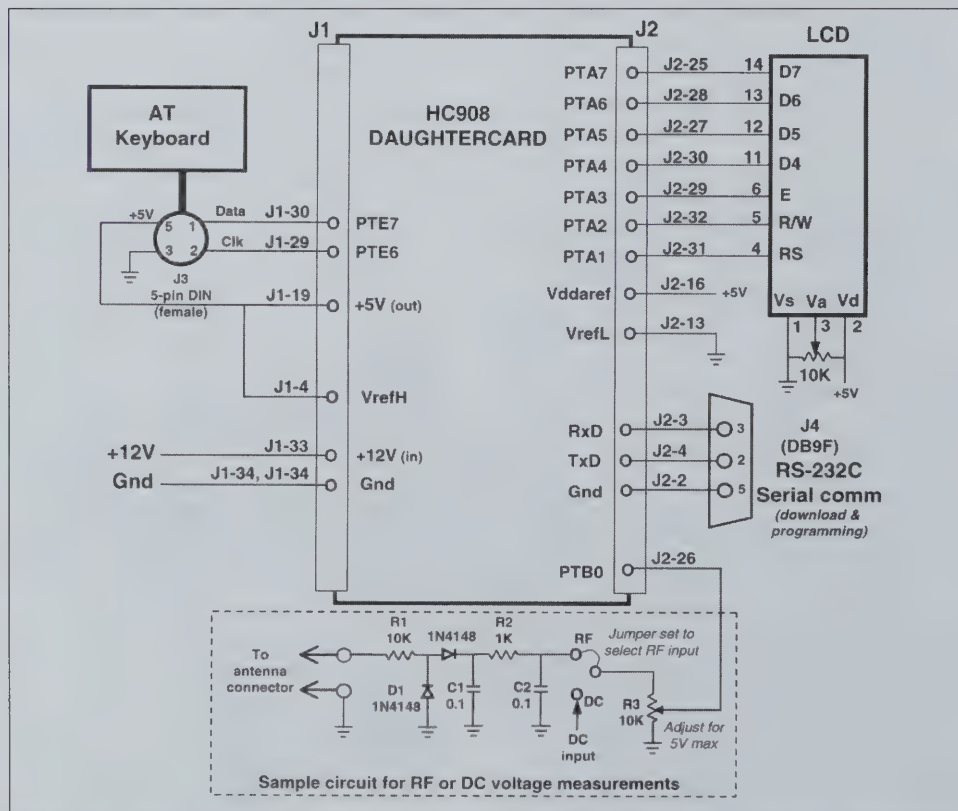 J1
J2
LCD
AT
Keyboard
HC908
DAUGHTERCARD
+5V
5
1
3
2
Data
J1-30
PTE7
Clk
J1-29
PTE6
J3
5-pin DIN
(female)
J1-19
+5V (out)
J1-4
VrefH
+12V
J1-33
+12V (in)
Gnd
J1-34, J1-34
Gnd
PTA7
J2-25
14
D7
PTA6
J2-28
13
D6
PTA5
J2-27
12
D5
PTA4
J2-30
11
D4
PTA3
J2-29
6
E
PTA2
J2-32
5
R/W
PTA1
J2-31
4
RS
Vddaref
J2-16
+5V
VrefL
J2-13
Vs Va Vd
1
3
2
10K
+5V
RxD
J2-3
3
TxD
J2-4
2
Gnd
J2-2
5
J4
(DB9F)
RS-232C
Serial comm
(download &
programming)
PTB0
J2-26
To
antenna
connector
R1
10K
1N4148
R2
1K
D1
1N4148
C1
0.1
C2
0.1
RF
Jumper set to
select RF input
DC
DC
input
R3
10K
Adjust for
5V max
Sample circuit for RF or DC voltage measurements